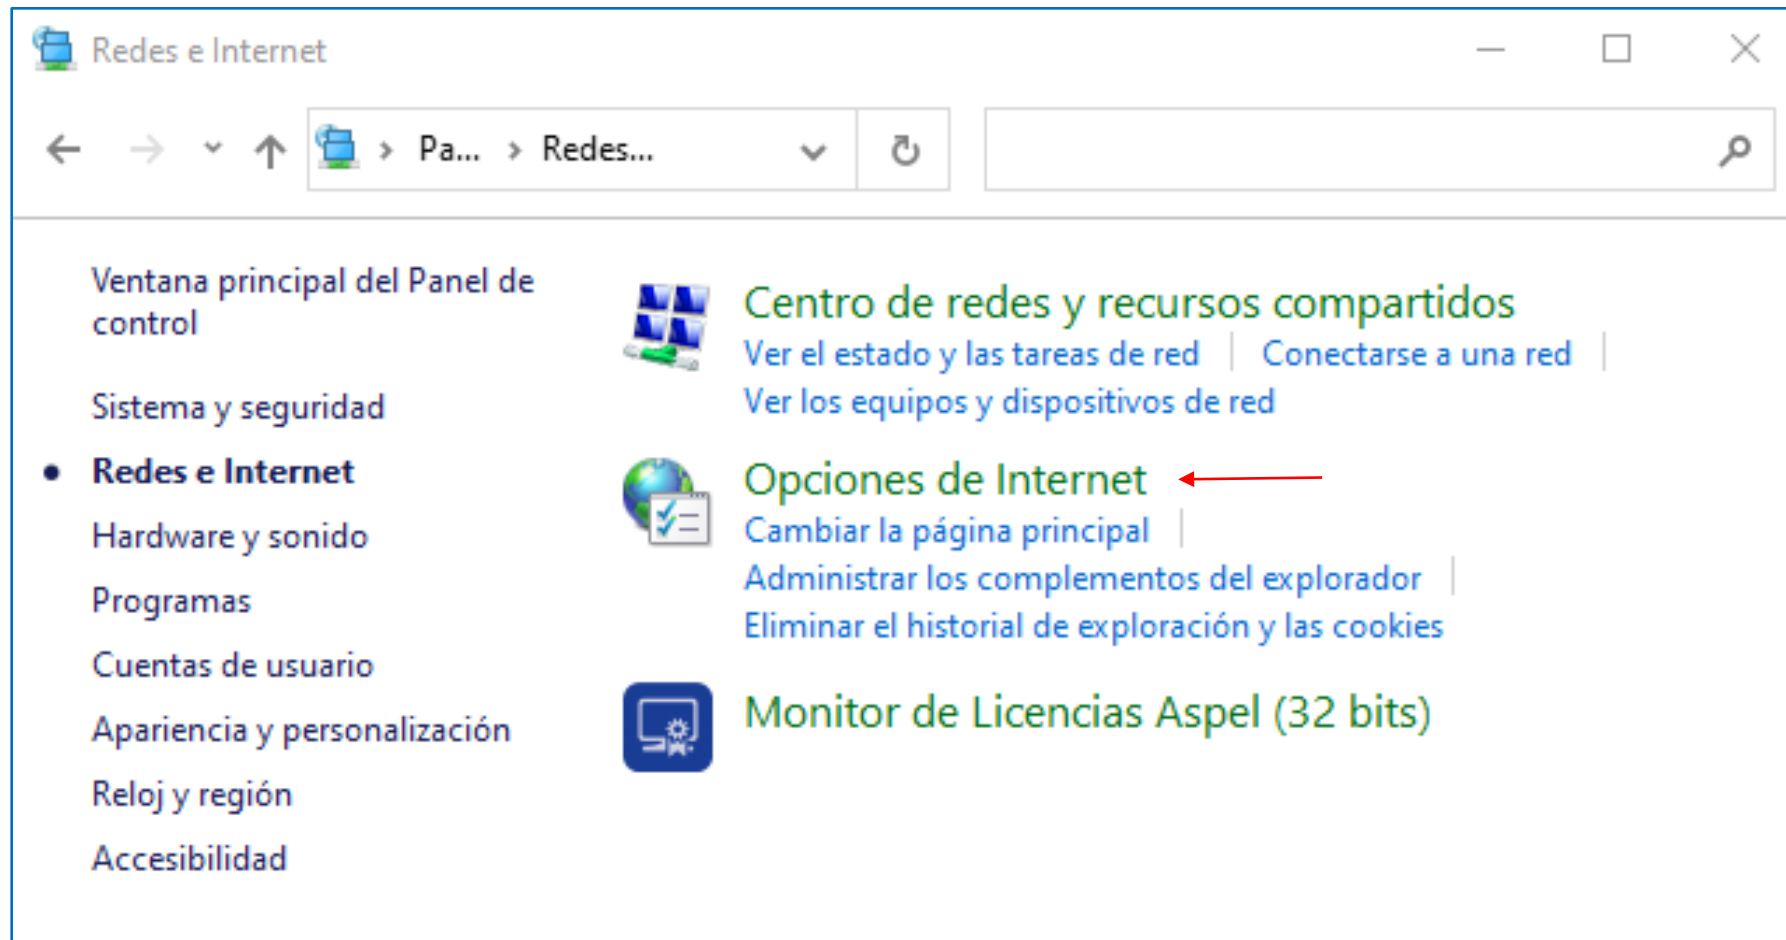 Redes e Internet
Pa... Redes...
Ventana principal del Panel de
control
Sistema y seguridad
Redes e Internet
Hardware y sonido
Programas
Cuentas de usuario
Apariencia y personalización
Reloj y región
Accesibilidad
Centro de redes y recursos compartidos
Ver el estado y las tareas de red
Conectarse a una red
Ver los equipos y dispositivos de red
Opciones de Internet
Cambiar la página principal
Administrar los complementos del explorador
Eliminar el historial de exploración y las cookies
Monitor de Licencias Aspel (32 bits)